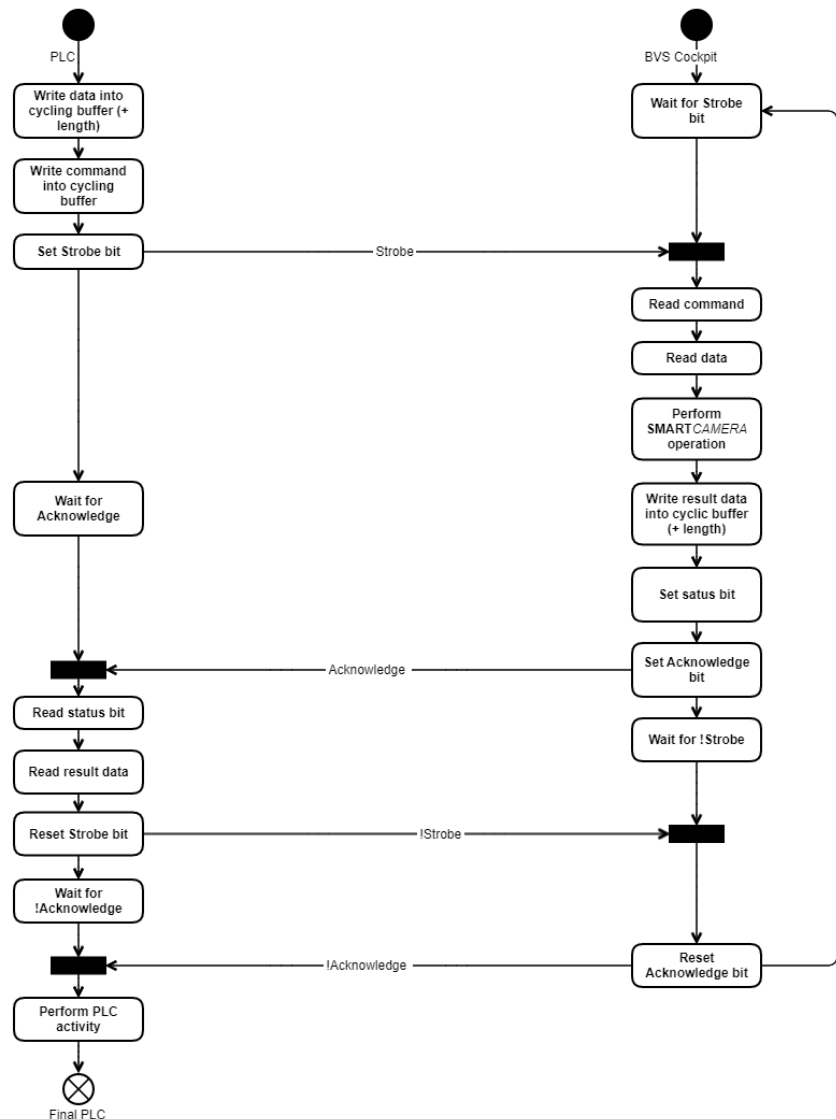 PLC
Write data into
cycling buffer (+
length)
Write command
into cycling
buffer
Set Strobe bit
Strobe
Wait for
Acknowledge
Acknowledge
Read status bit
Read result data
Reset Strobe bit
!Strobe
Wait for
!Acknowledge
!Acknowledge
Perform PLC
activity
Final PLC
BVS Cockpit
Wait for Strobe
bit
Read command
Read data
Perform
SMARTCAMERA
operation
Write result data
into cyclic buffer
(+ length)
Set satus bit
Set Acknowledge
bit
Wait for !Strobe
Reset
Acknowledge bit